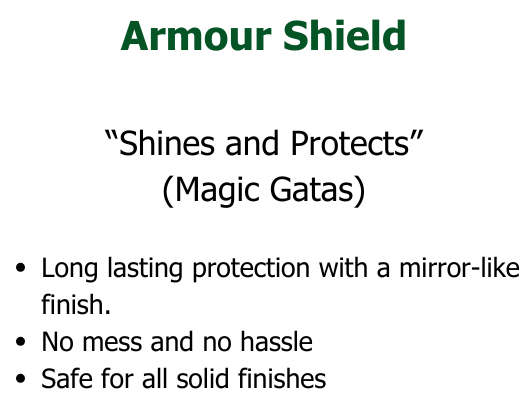 Armour Shield
“Shines and Protects”
(Magic Gatas)
• Long lasting protection with a mirror-like
finish.
• No mess and no hassle
• Safe for all solid finishes